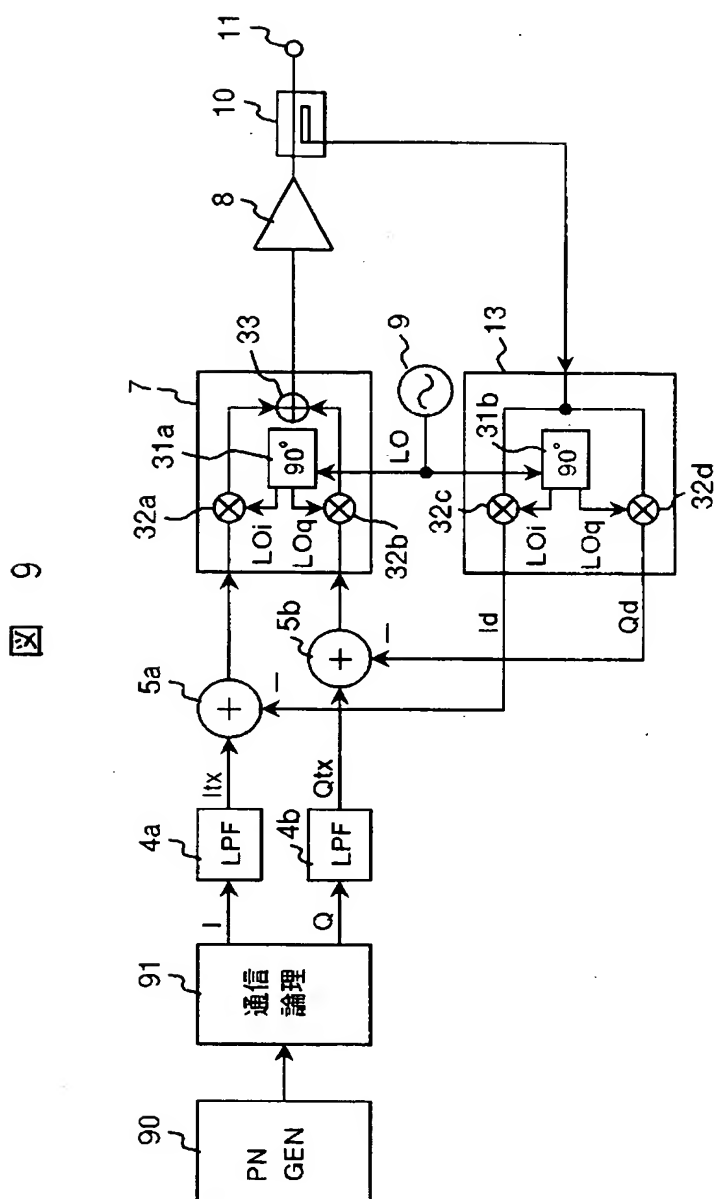 図 9
90
PN
GEN
91
通信
論理
I
Q
4a
LPF
4b
LPF
Itx
Qtx
5a
+
−
5b
+
−
7
32a
31a
90°
33
LOi
LOq
32b
8
10
11
LO
9
13
32c
31b
90°
LOi
LOq
32d
Id
Qd